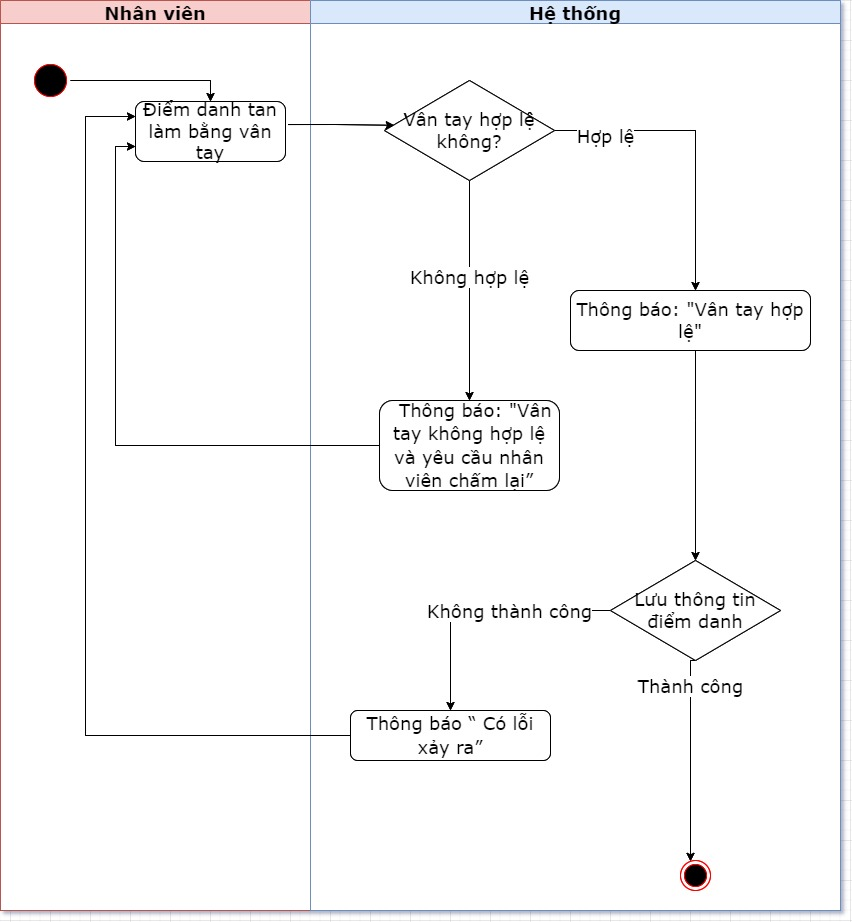 Nhân viên
Hệ thống
Điểm danh tan
làm bằng vân
tay
Vân tay hợp lệ
không?
Hợp lệ
Không hợp lệ
Thông báo: "Vân tay hợp
lệ"
Thông báo: "Vân
tay không hợp lệ
và yêu cầu nhân
viên chấm lại”
Lưu thông tin
điểm danh
Không thành công
Thành công
Thông báo “ Có lỗi
xảy ra”